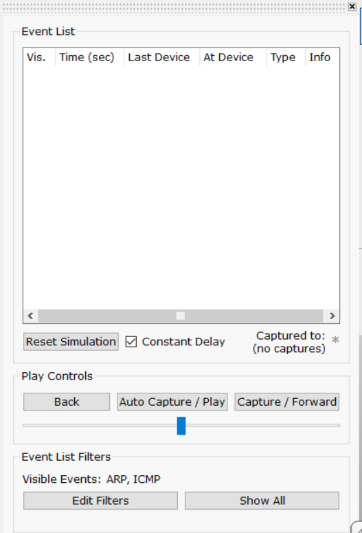 Event List
Vis. Time (sec) Last Device At Device Type Info
Reset Simulation Constant Delay Captured to: *
(no captures)
Play Controls
Back Auto Capture / Play Capture / Forward
Event List Filters
Visible Events: ARP, ICMP
Edit Filters Show All